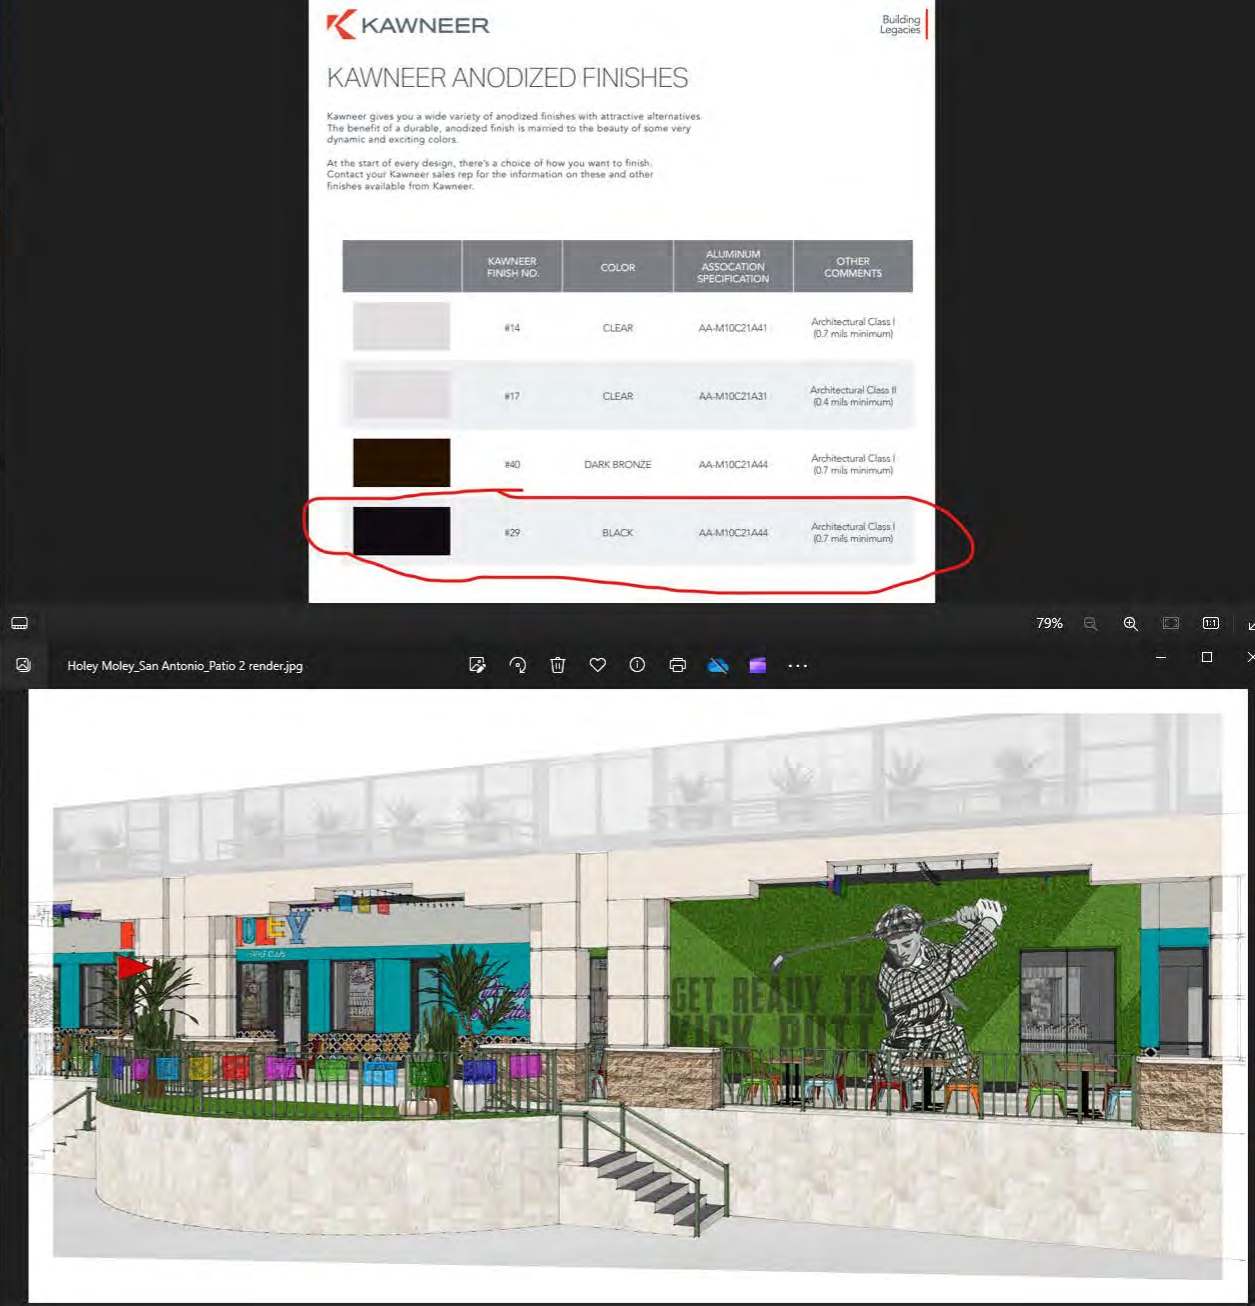 KAWNEER
Building
Legacies
KAWNEER ANODIZED FINISHES
Kawneer gives you a wide variety of anodized finishes with attractive alternatives.
The benefit of a durable, anodized finish is married to the beauty of some very
dynamic and exciting colors.
At the start of every design, there's a choice of how you want to finish.
Contact your Kawneer sales rep for the information on these and other
finishes available from Kawneer.
KAWNEER
FINISH NO.
COLOR
ALUMINUM
ASSOCATION
SPECIFICATION
OTHER
COMMENTS
#14
CLEAR
AA-M10C21A41
Architectural Class I
(0.7 mils minimum)
#17
CLEAR
AA-M10C21A31
Architectural Class II
(0.4 mils minimum)
#40
DARK BRONZE
AA-M10C21A44
Architectural Class I
(0.7 mils minimum)
#29
BLACK
AA-M10C21A44
Architectural Class I
(0.7 mils minimum)
79%
1:1
Holey Moley_San Antonio_Patio 2 render.jpg
LEY
GOLF CLUB
GET READY TO
KICK PUTT